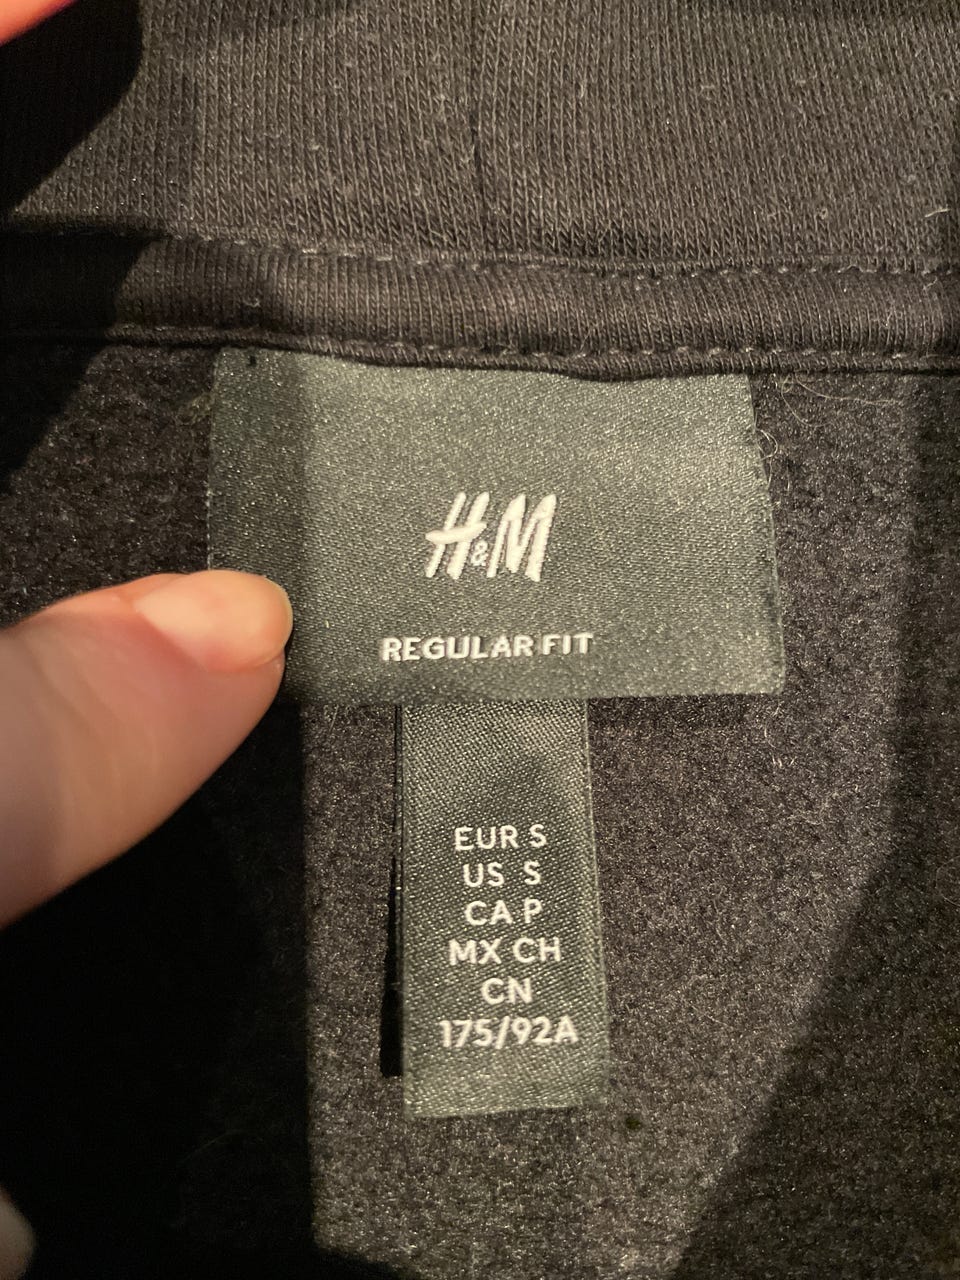 H&M
REGULAR FIT
EUR S
US S
CA P
MX CH
CN
175/92A